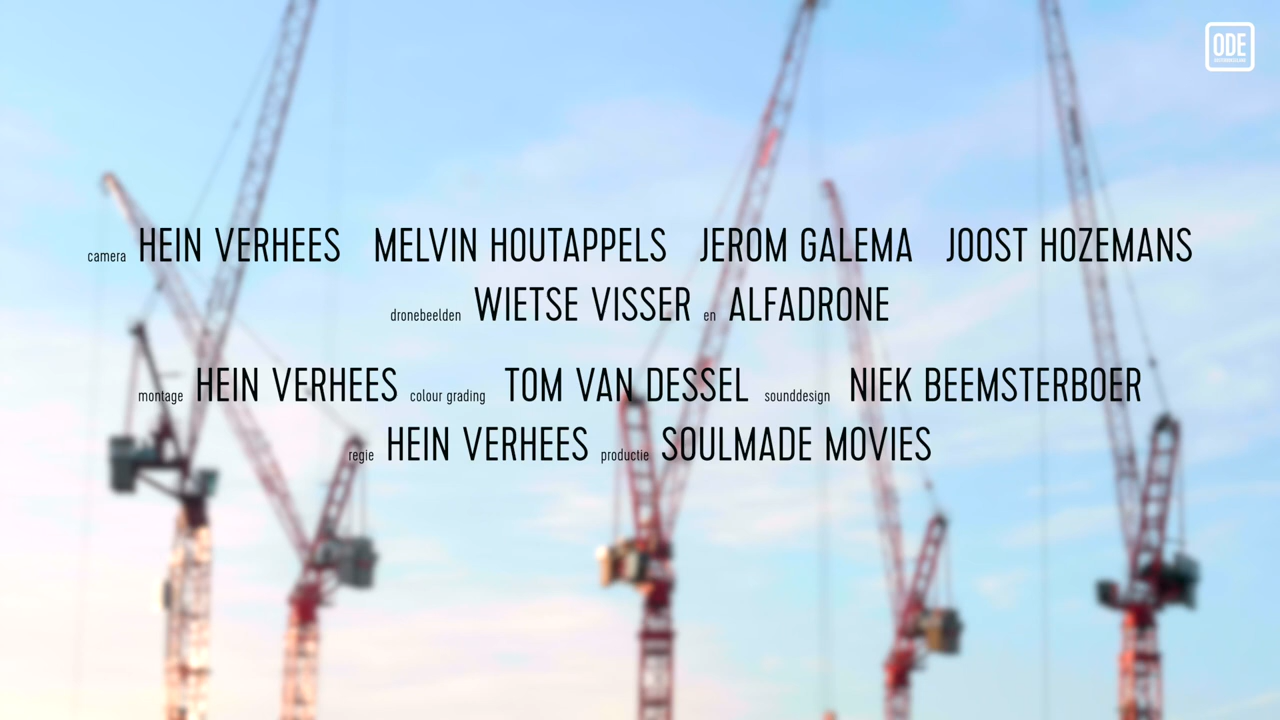 ODE
camera HEIN VERHEES MELVIN HOUTAPPELS JEROM GALEMA JOOST HOZEMANS
dronebeelden WIETSE VISSER en ALFADRONE
montage HEIN VERHEES colour grading TOM VAN DESSEL sounddesign NIEK BEEMSTERBOER
regie HEIN VERHEES productie SOULMADE MOVIES